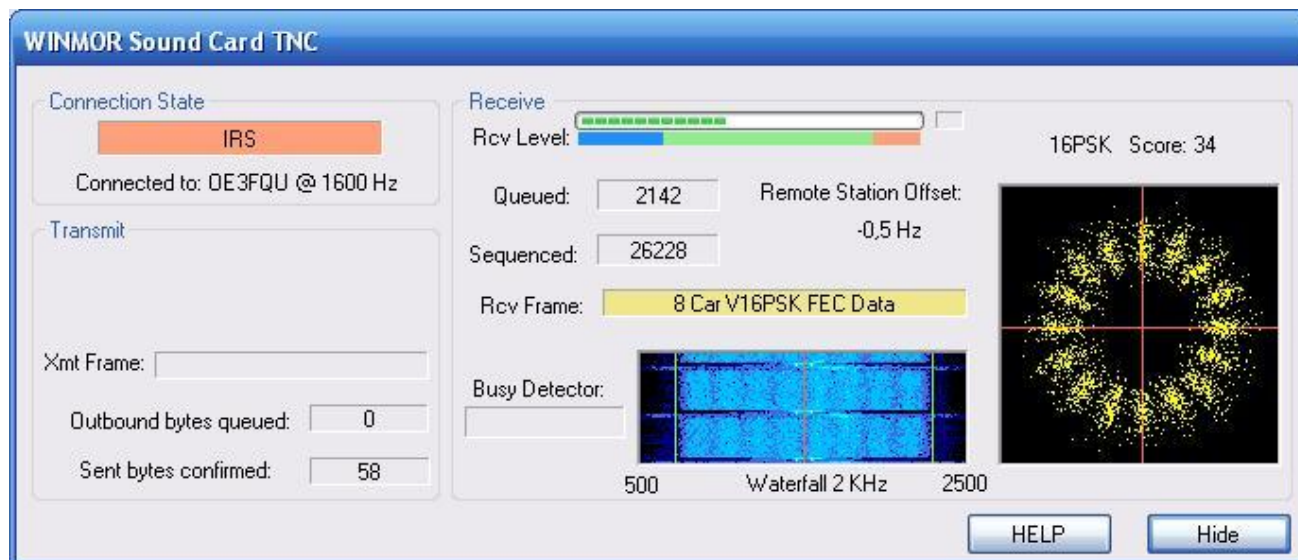 WINMOR Sound Card TNC
Connection State
IRS
Connected to: OE3FQU @ 1600 Hz
Transmit
Xmt Frame:
Outbound bytes queued: 0
Sent bytes confirmed: 58
Receive
Rcv Level:
Queued: 2142
Sequenced: 26228
Remote Station Offset:
-0,5 Hz
Rcv Frame: 8 Car V16PSK FEC Data
Busy Detector:
500 Waterfall 2 KHz 2500
16PSK Score: 34
HELP Hide